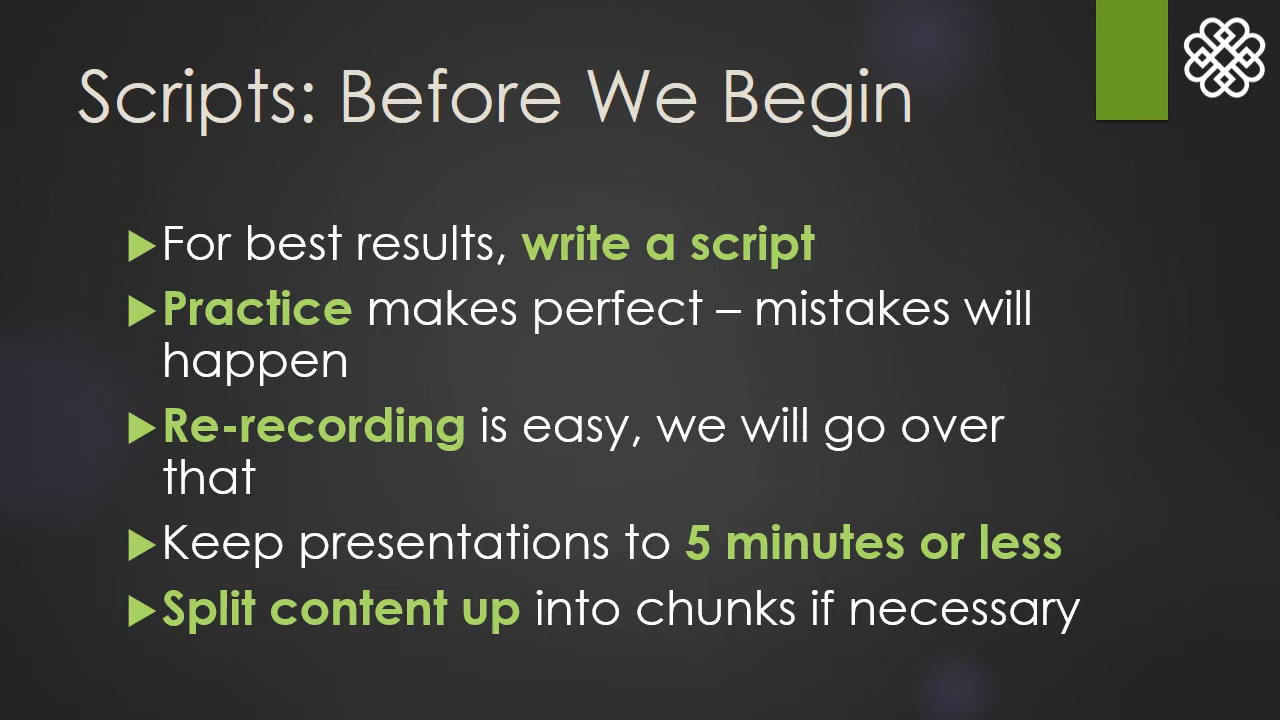 Scripts: Before We Begin
For best results, write a script
Practice makes perfect – mistakes will
happen
Re-recording is easy, we will go over
that
Keep presentations to 5 minutes or less
Split content up into chunks if necessary